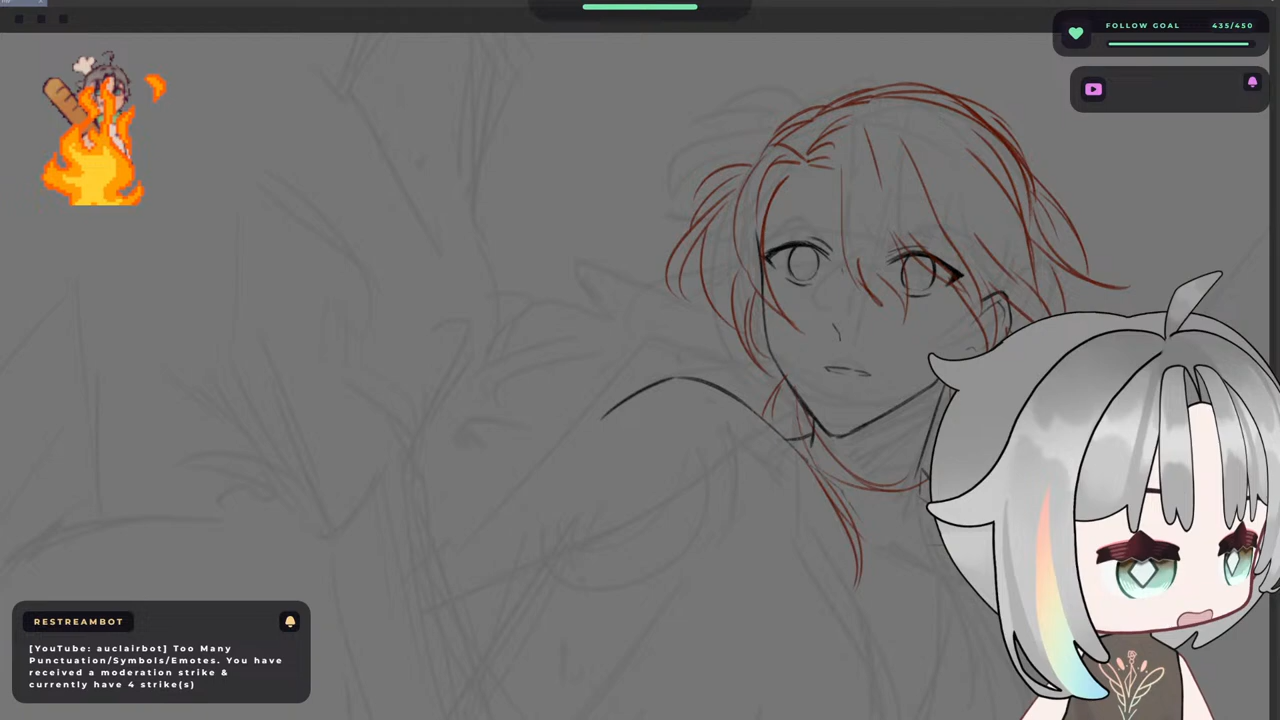 FOLLOW GOAL 435/450
RESTREAMBOT
[YouTube: auclairbot] Too Many
Punctuation/Symbols/Emotes. You have
received a moderation strike &
currently have 4 strike(s)